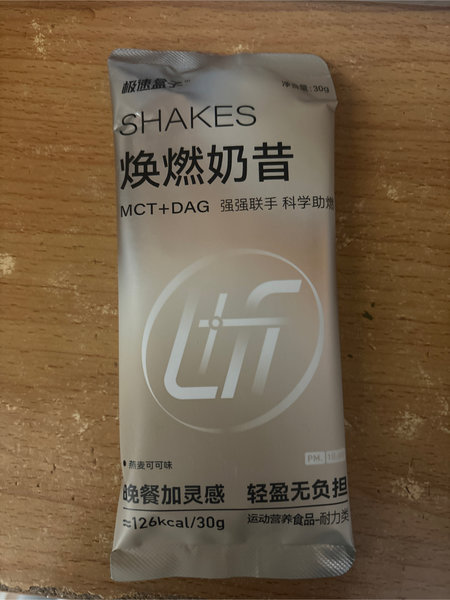 极速盒子
净含量:30g
SHAKES
焕燃奶昔
MCT+DAG 强强联手 科学助燃
• 燕麦可可味
PM.
晚餐加灵感 轻盈无负担
≈126kcal/30g 运动营养食品-耐力类